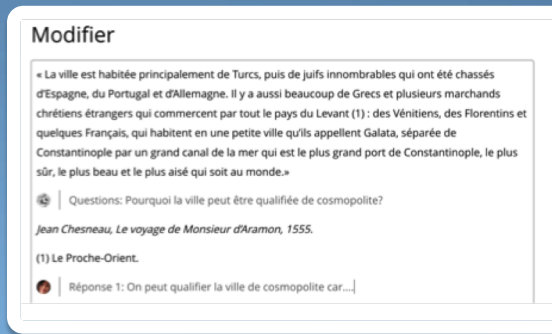 Modifier
« La ville est habitée principalement de Turcs, puis de juifs innombrables qui ont été chassés
d'Espagne, du Portugal et d'Allemagne. Il y a aussi beaucoup de Grecs et plusieurs marchands
chrétiens étrangers qui commercent par tout le pays du Levant (1) : des Vénitiens, des Florentins et
quelques Français, qui habitent en une petite ville qu'ils appellent Galata, séparée de
Constantinople par un grand canal de la mer qui est le plus grand port de Constantinople, le plus
sûr, le plus beau et le plus aisé qui soit au monde.»
Questions: Pourquoi la ville peut être qualifiée de cosmopolite?
Jean Chesneau, Le voyage de Monsieur d'Aramon, 1555.
(1) Le Proche-Orient.
Réponse 1: On peut qualifier la ville de cosmopolite car....